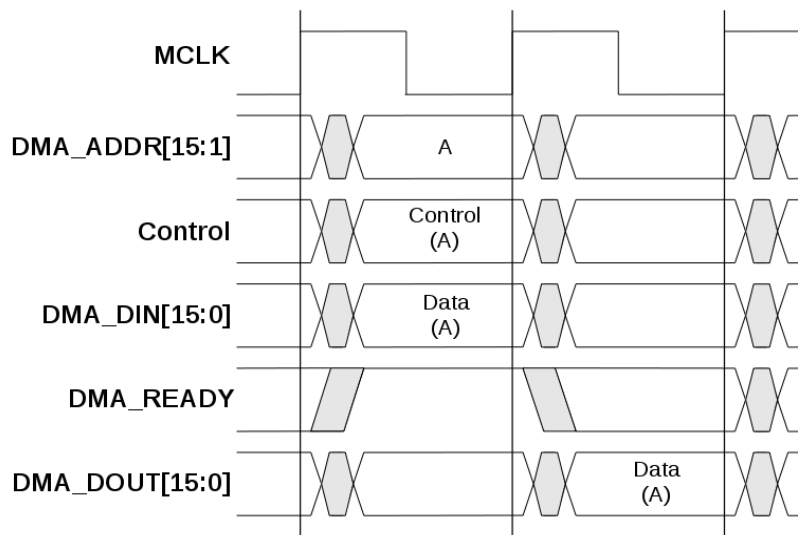 MCLK
DMA_ADDR[15:1]
A
Control
Control
(A)
DMA_DIN[15:0]
Data
(A)
DMA_READY
DMA_DOUT[15:0]
Data
(A)